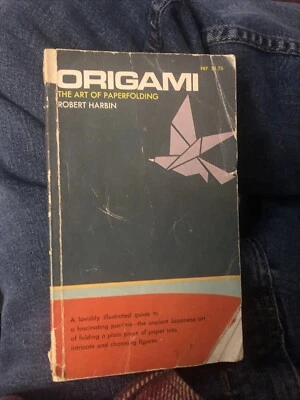 ORIGAMI
THE ART OF PAPERFOLDING
ROBERT HARBIN
A lavishly illustrated guide to
a fascinating pastime—the ancient Japanese art
of folding a plain piece of paper into
intricate and charming figures.